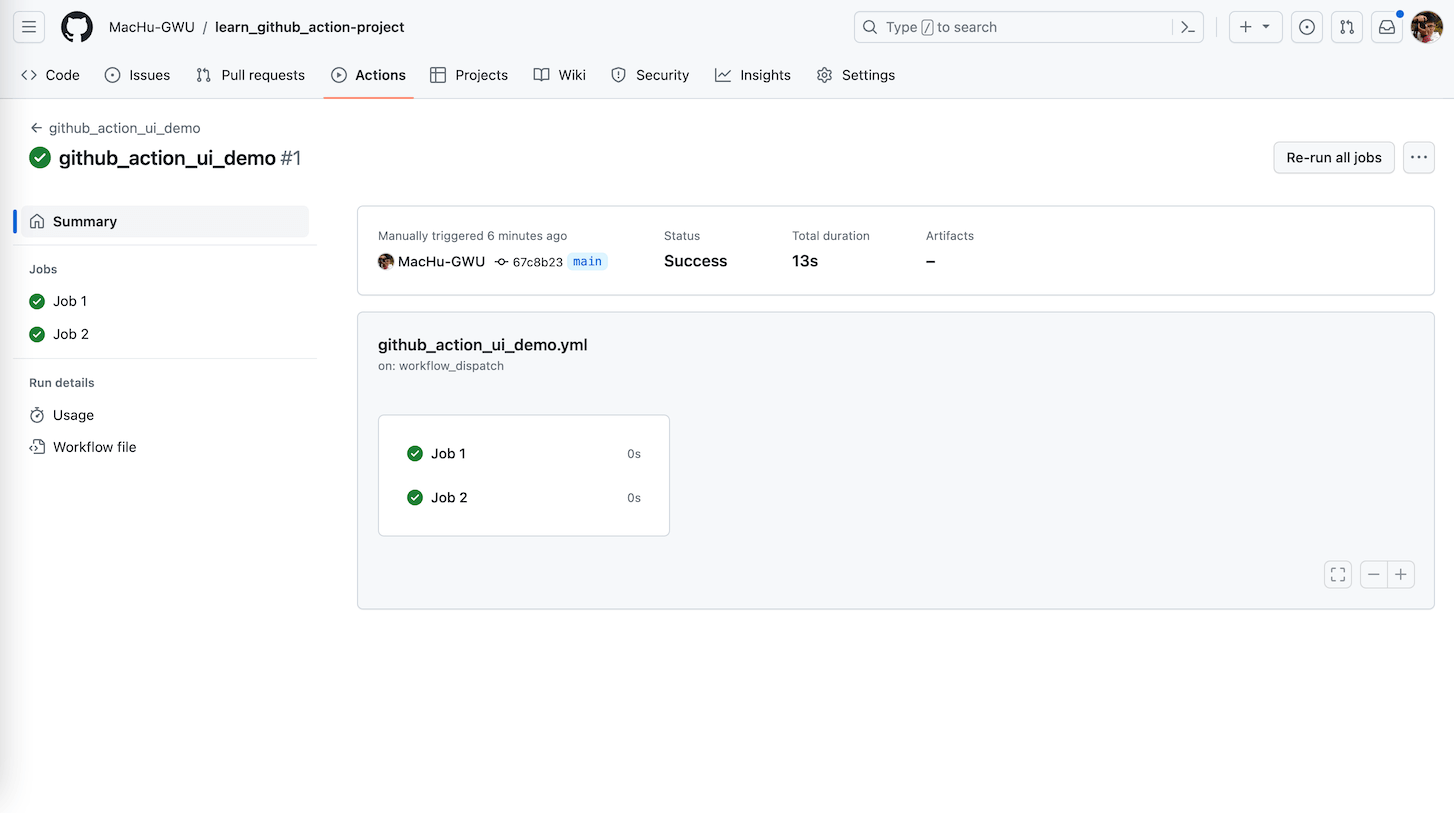 MacHu-GWU / learn_github_action-project
Type / to search
Code Issues Pull requests Actions Projects Wiki Security Insights Settings
github_action_ui_demo
github_action_ui_demo #1
Re-run all jobs
Summary
Jobs
Job 1
Job 2
Run details
Usage
Workflow file
Manually triggered 6 minutes ago
MacHu-GWU 67c8b23 main
Status
Success
Total duration
13s
Artifacts
–
github_action_ui_demo.yml
on: workflow_dispatch
Job 1 0s
Job 2 0s